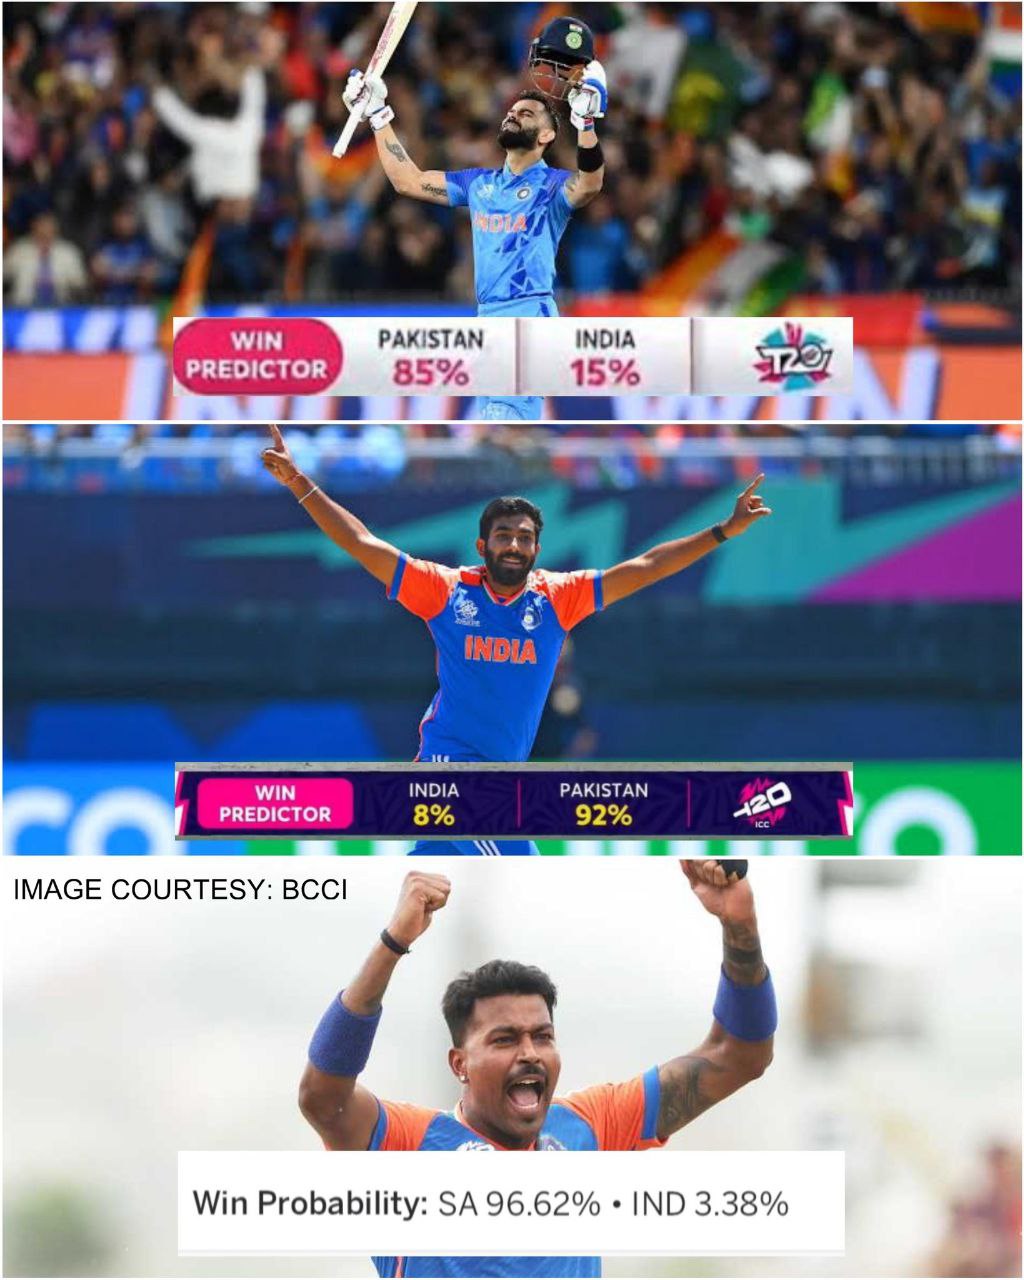 INDIA
WIN
PREDICTOR
PAKISTAN
85%
INDIA
15%
T20
INDIA
WIN
PREDICTOR
INDIA
8%
PAKISTAN
92%
T20
ICC
IMAGE COURTESY: BCCI
Win Probability: SA 96.62% • IND 3.38%